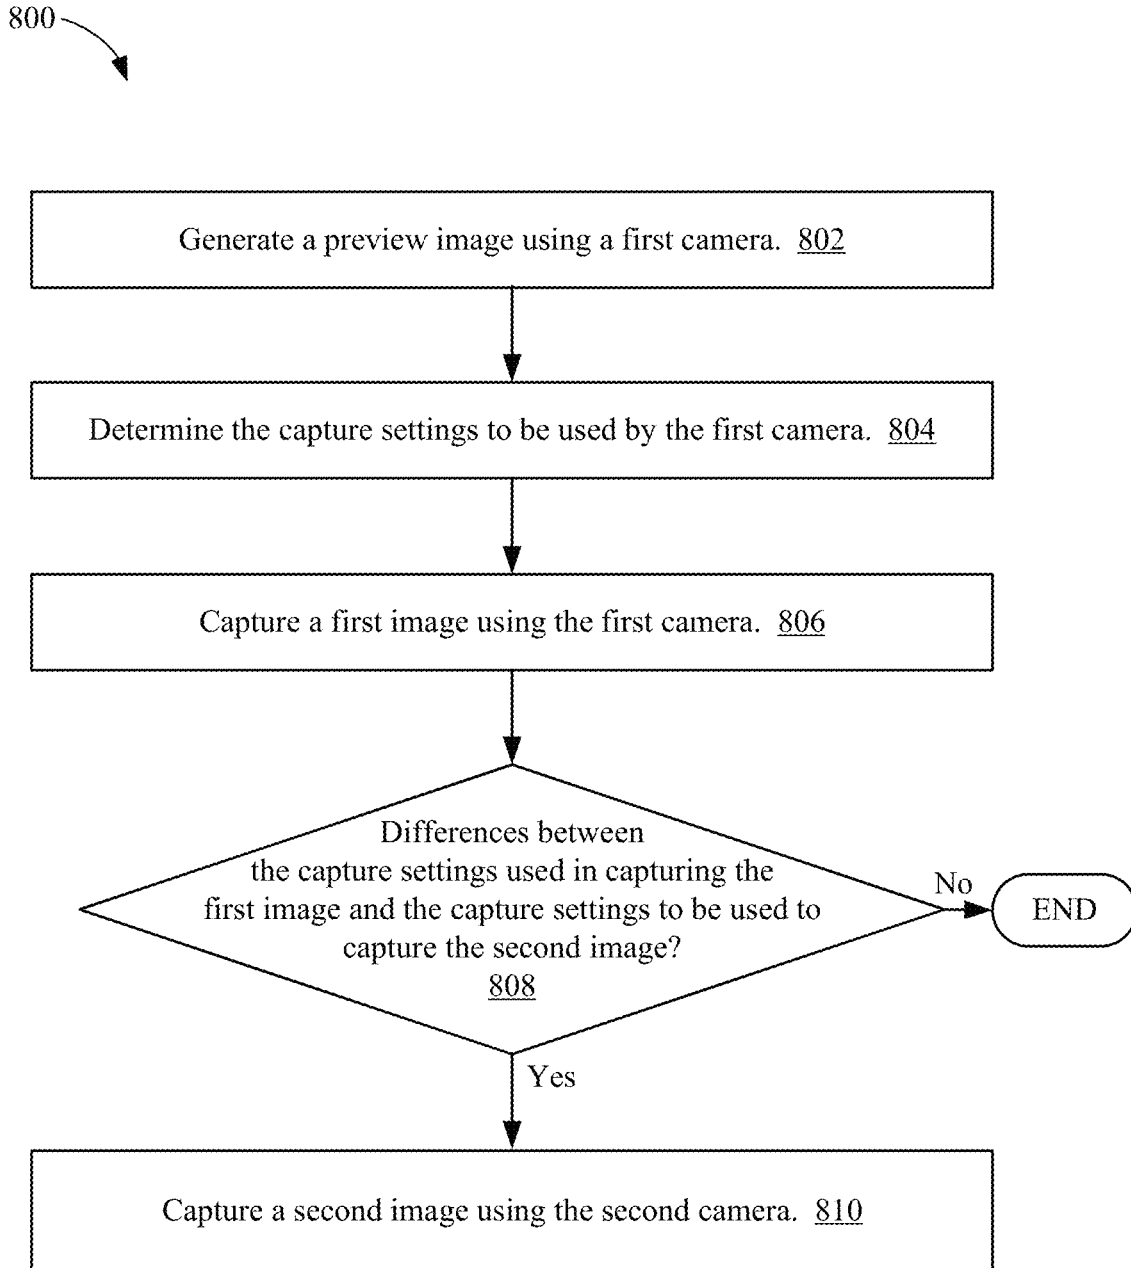 800
Generate a preview image using a first camera. 802
Determine the capture settings to be used by the first camera. 804
Capture a first image using the first camera. 806
Differences between
the capture settings used in capturing the
first image and the capture settings to be used to
capture the second image?
808
No
END
Yes
Capture a second image using the second camera. 810